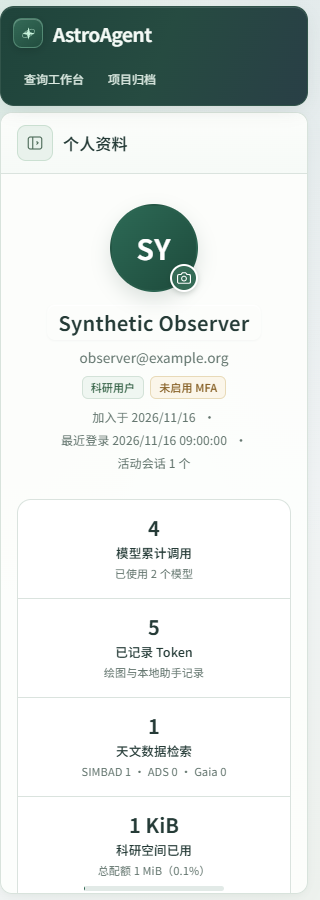 AstroAgent
查询工作台 项目归档
个人资料
SY
Synthetic Observer
observer@example.org
科研用户 未启用 MFA
加入于 2026/11/16 •
最近登录 2026/11/16 09:00:00 •
活动会话 1 个
4
模型累计调用
已使用 2 个模型
5
已记录 Token
绘图与本地助手记录
1
天文数据检索
SIMBAD 1 • ADS 0 • Gaia 0
1 KiB
科研空间已用
总配额 1 MiB（0.1%）